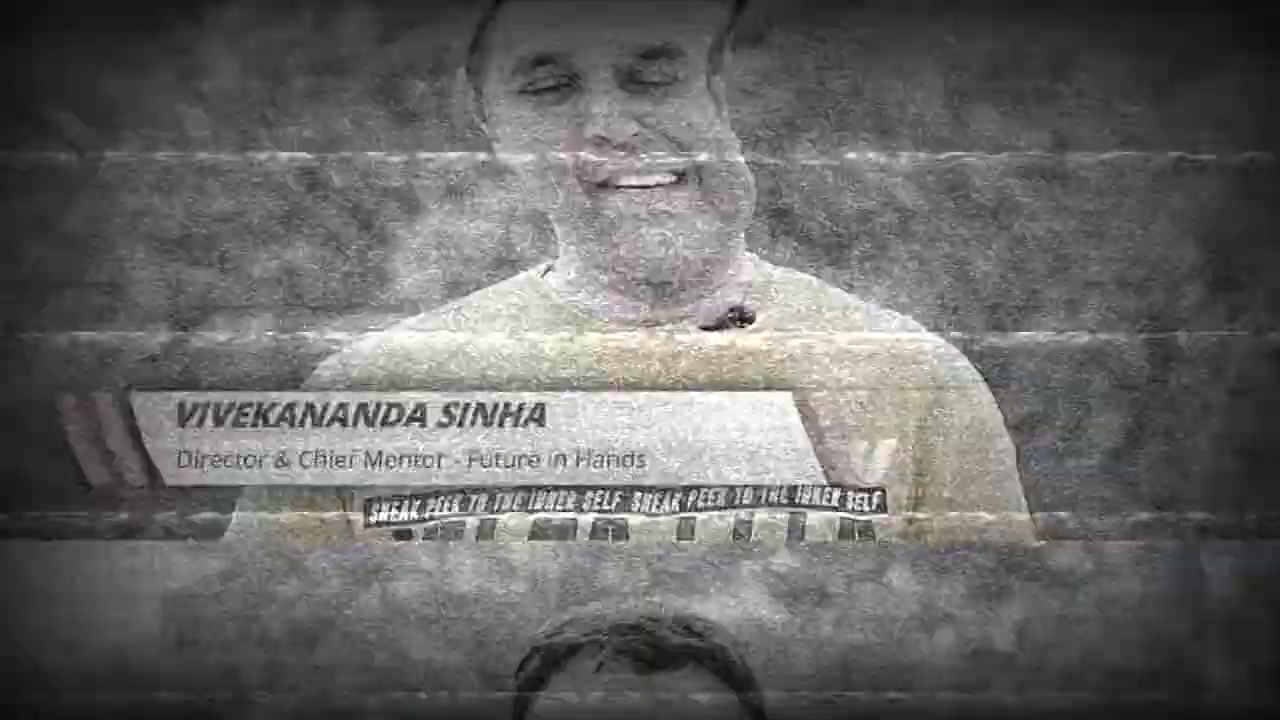 VIVEKANANDA SINHA
Director & Chief Mentor - Future in Hands
SNEAK PEEK TO THE INNER SELF SNEAK PEEK TO THE INNER SELF